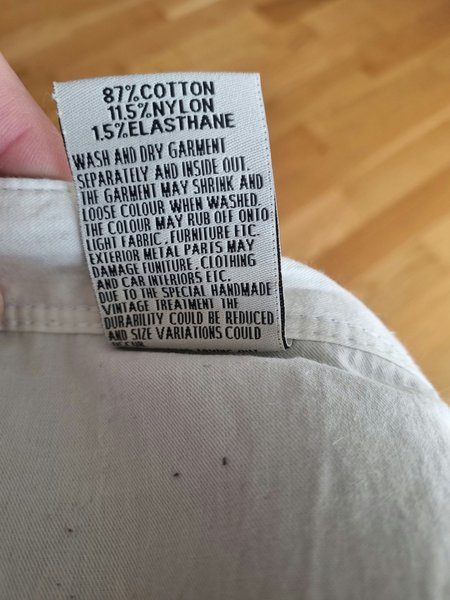 87%COTTON
11.5%NYLON
1.5%ELASTHANE
WASH AND DRY GARMENT
SEPARATELY AND INSIDE OUT.
THE GARMENT MAY SHRINK AND
LOOSE COLOUR WHEN WASHED.
THE COLOUR MAY RUB OFF ONTO
LIGHT FABRIC, FURNITURE ETC.
EXTERIOR METAL PARTS MAY
DAMAGE FUNITURE, CLOTHING
AND CAR INTERIORS ETC.
DUE TO THE SPECIAL HANDMADE
VINTAGE TREATMENT THE
DURABILITY COULD BE REDUCED
AND SIZE VARIATIONS COULD